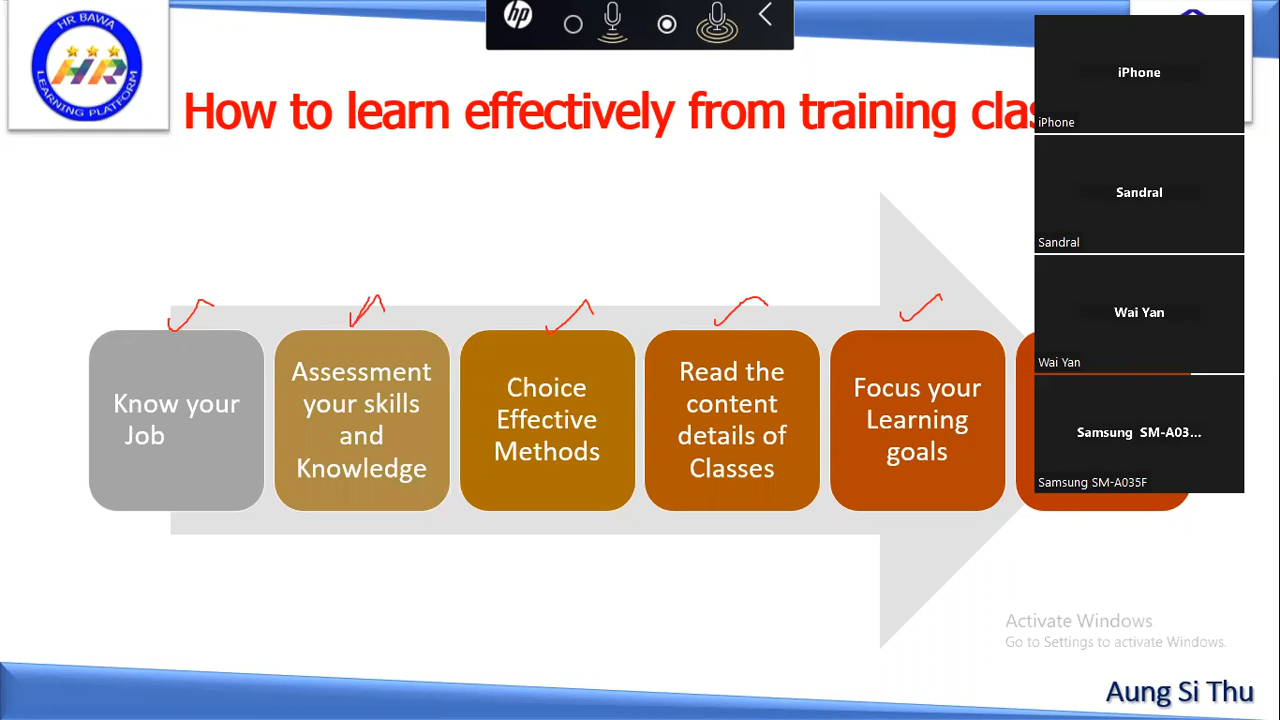 HR BAWA
HR
LEARNING PLATFORM
hp
How to learn effectively from training
iPhone
iPhone
Sandral
Sandral
Wai Yan
Wai Yan
Samsung SM-A03...
Samsung SM-A035F
Know your
Job
Assessment
your skills
and
Knowledge
Choice
Effective
Methods
Read the
content
details of
Classes
Focus your
Learning
goals
Activate Windows
Go to Settings to activate Windows.
Aung Si Thu